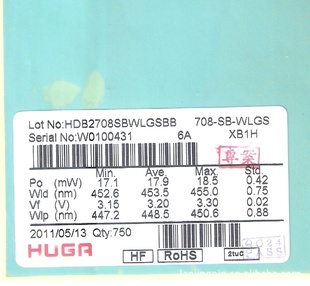 Lot No:HDB2708SBWLGSBB 708-SB-WLGS
Serial No:W0100431 6A XB1H
Min. Ave. Max. Std.
Po (mW) 17.1 17.9 18.5 0.42
Wld (nm) 452.6 453.5 455.0 0.75
Vf (V) 3.15 3.20 3.30 0.02
Wlp (nm) 447.2 448.5 450.6 0.88
2011/05/13 Qty:750
HUGA
HF RoHS 2tuC